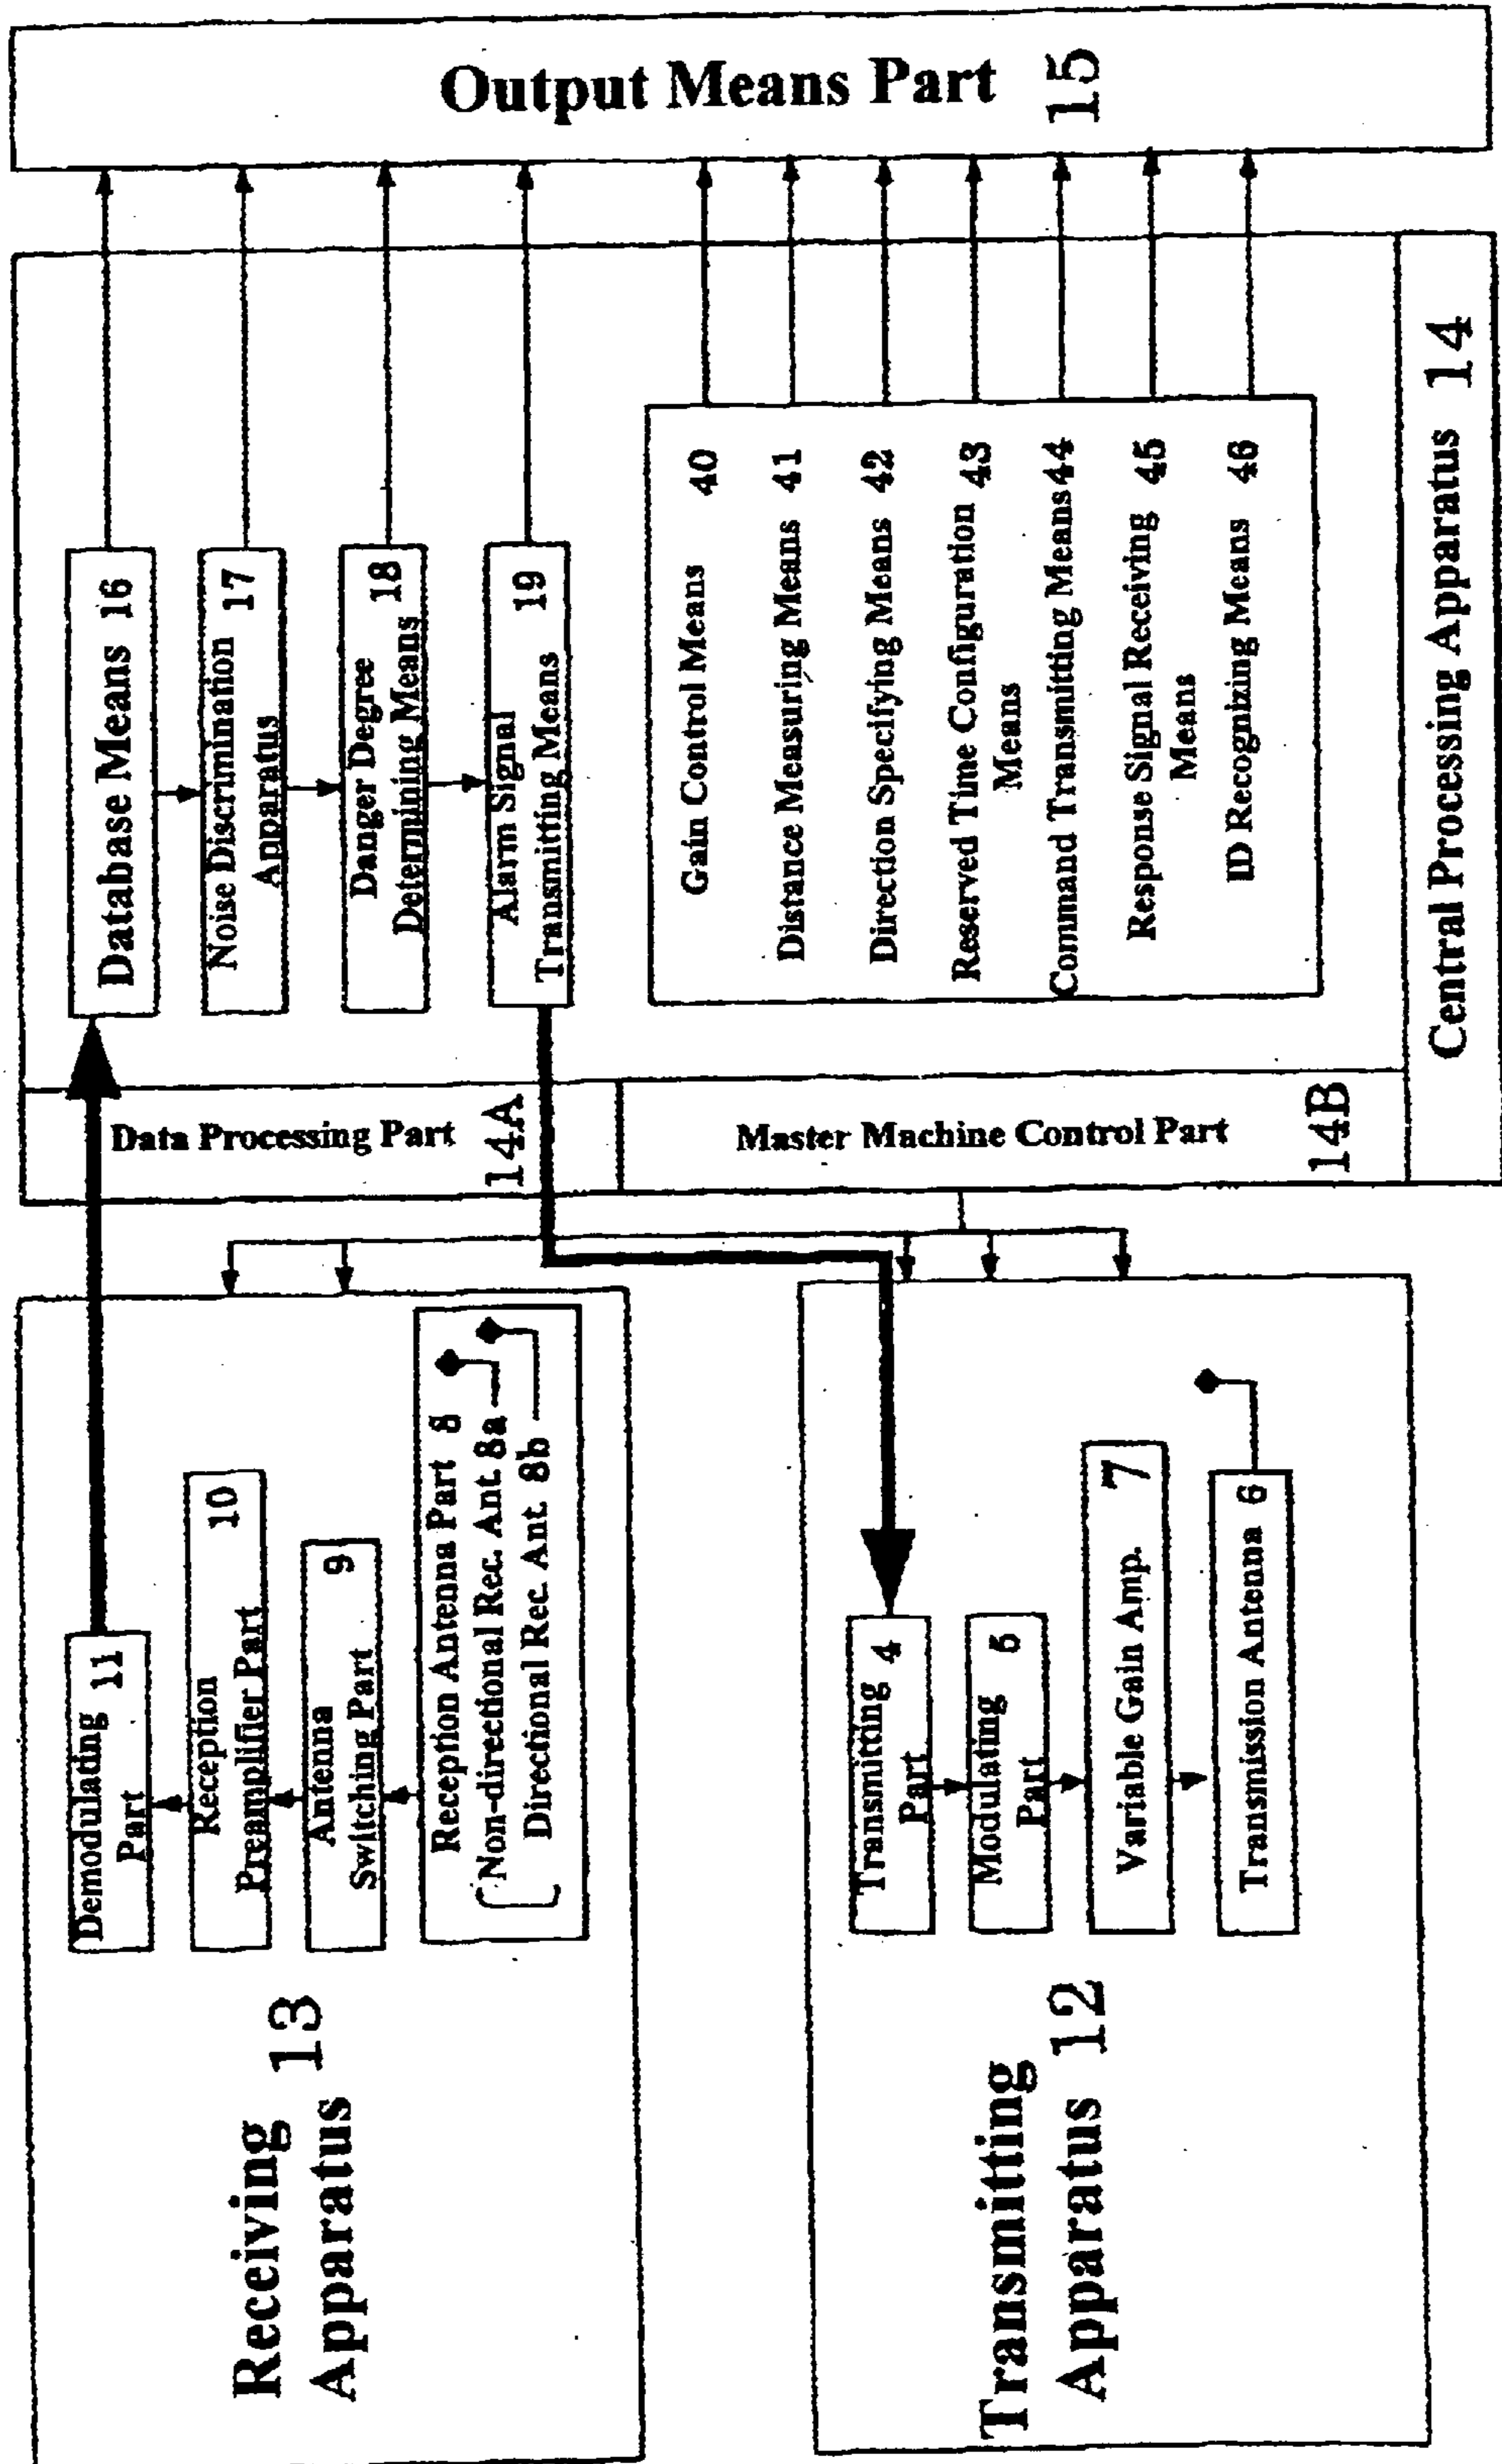 Receiving 13
Apparatus
Demodulating 11
Part
Reception 10
Preamplifier Part
Antenna 9
Switching Part
Reception Antenna Part 8
Non-directional Rec. Ant. 8a
Directional Rec. Ant. 8b
Transmitting
Apparatus 12
Transmitting 4
Part
Modulating 5
Part
Variable Gain Amp. 7
Transmission Antenna 6
Data Processing Part
14A
Master Machine Control Part
14B
Database Means 16
Noise Discrimination 17
Apparatus
Danger Degree 18
Determining Means
Alarm Signal 19
Transmitting Means
Gain Control Means 40
Distance Measuring Means 41
Direction Specifying Means 42
Reserved Time Configuration 43
Means
Command Transmitting Means 44
Response Signal Receiving 45
Means
ID Recognizing Means 46
Central Processing Apparatus 14
Output Means Part 15